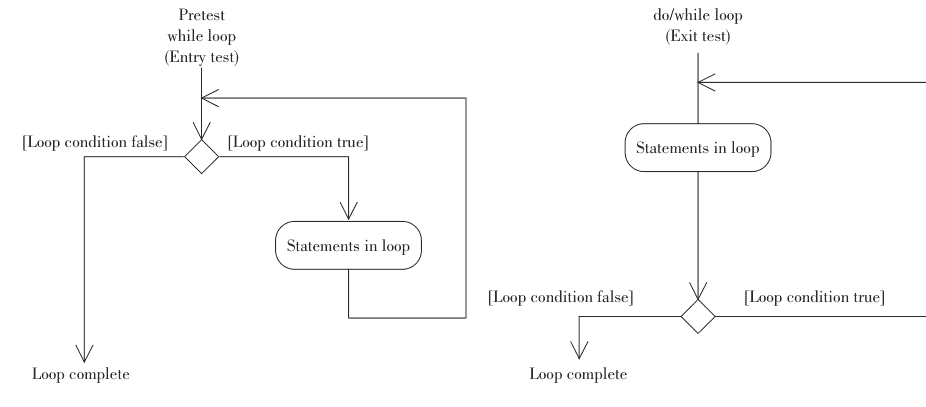 Pretest
while loop
(Entry test)
[Loop condition false]
[Loop condition true]
Statements in loop
Loop complete
do/while loop
(Exit test)
Statements in loop
[Loop condition false]
[Loop condition true]
Loop complete